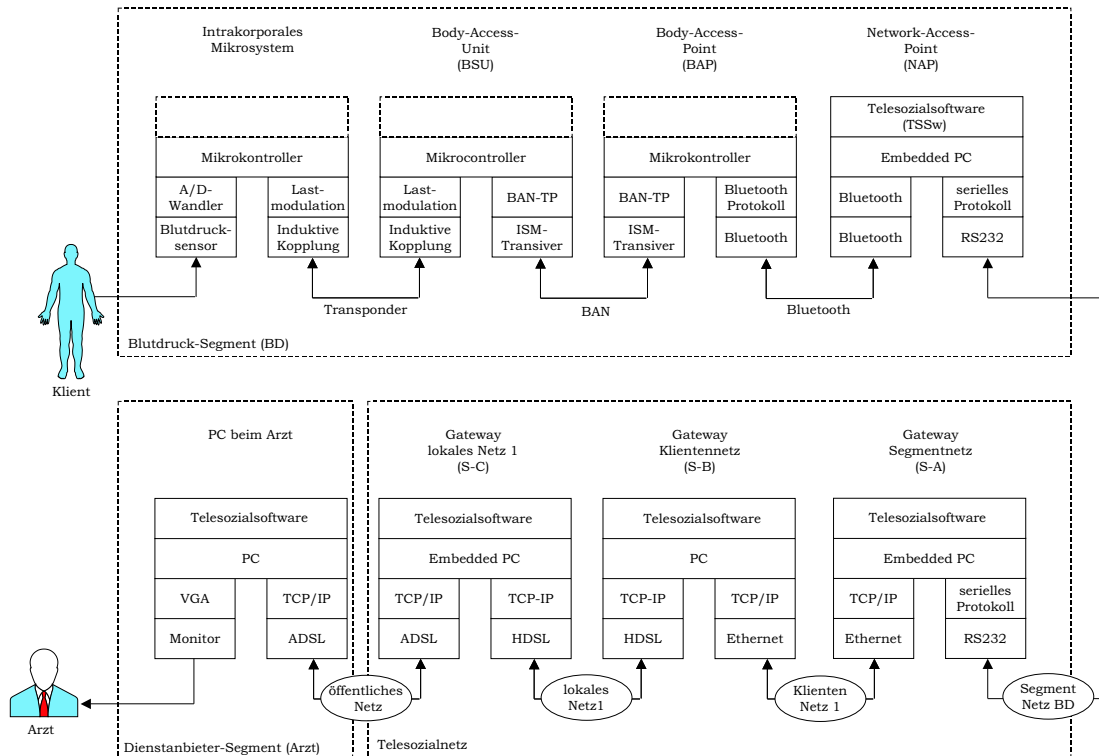 Intrakorporales
Mikrosystem
Body-Access-
Unit
(BSU)
Body-Access-
Point
(BAP)
Network-Access-
Point
(NAP)
Mikrokontroller
A/D-
Wandler
Last-
modulation
Blutdruck-
sensor
Induktive
Kopplung
Mikrocontroller
Last-
modulation
BAN-TP
Induktive
Kopplung
ISM-
Transiver
Mikrokontroller
BAN-TP
Bluetooth
Protokoll
ISM-
Transiver
Bluetooth
Telesozialsoftware
(TSSw)
Embedded PC
Bluetooth
serielles
Protokoll
Bluetooth
RS232
Transponder
BAN
Bluetooth
Blutdruck-Segment (BD)
Klient
PC beim Arzt
Gateway
lokales Netz 1
(S-C)
Gateway
Klientennetz
(S-B)
Gateway
Segmentnetz
(S-A)
Telesozialsoftware
PC
VGA
TCP/IP
Monitor
ADSL
Telesozialsoftware
Embedded PC
TCP/IP
TCP-IP
ADSL
HDSL
Telesozialsoftware
PC
TCP-IP
TCP/IP
HDSL
Ethernet
Telesozialsoftware
Embedded PC
TCP/IP
serielles
Protokoll
Ethernet
RS232
öffentliches
Netz
lokales
Netz1
Klienten
Netz 1
Segment
Netz BD
Arzt
Dienstanbieter-Segment (Arzt)
Telesozialnetz